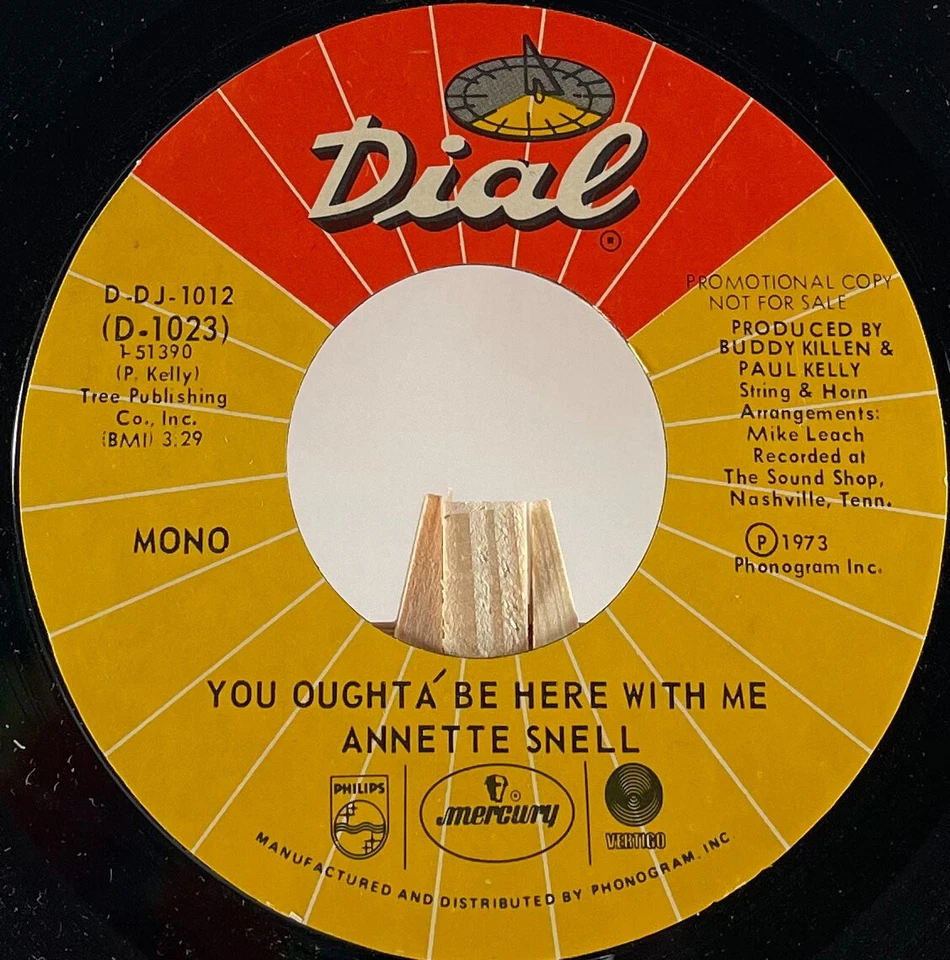 Dial
®
D-DJ-1012
(D-1023)
1-51390
(P. Kelly)
Tree Publishing
Co., Inc.
(BMI) 3:29
MONO
PROMOTIONAL COPY
NOT FOR SALE
PRODUCED BY
BUDDY KILLEN &
PAUL KELLY
String & Horn
Arrangements:
Mike Leach
Recorded at
The Sound Shop,
Nashville, Tenn.
Ⓟ 1973
Phonogram Inc.
YOU OUGHTA' BE HERE WITH ME
ANNETTE SNELL
PHILIPS
mercury
®
VERTIGO
MANUFACTURED AND DISTRIBUTED BY PHONOGRAM, INC